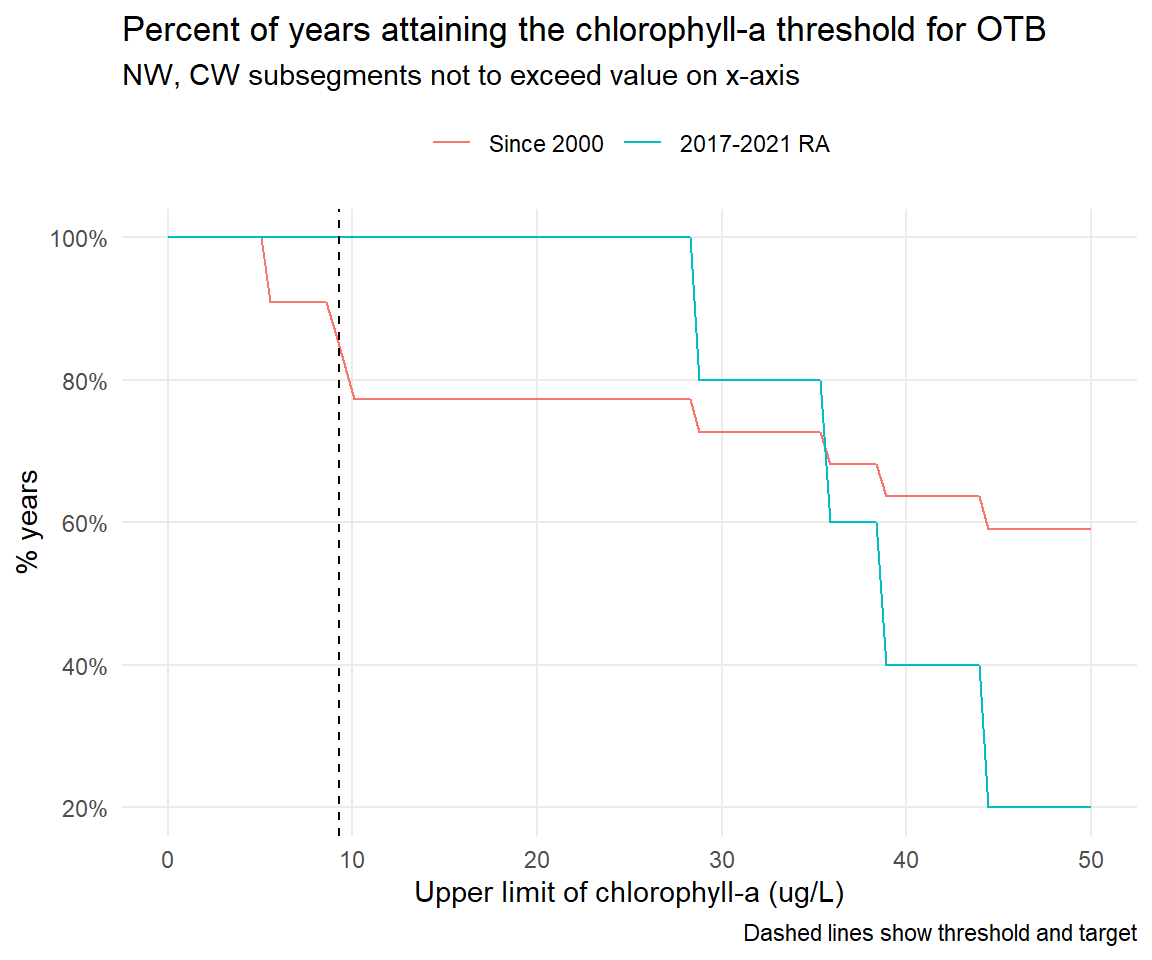 Percent of years attaining the chlorophyll-a threshold for OTB
NW, CW subsegments not to exceed value on x-axis
Since 2000
2017-2021 RA
100%
80%
60%
40%
20%
% years
0
10
20
30
40
50
Upper limit of chlorophyll-a (ug/L)
Dashed lines show threshold and target